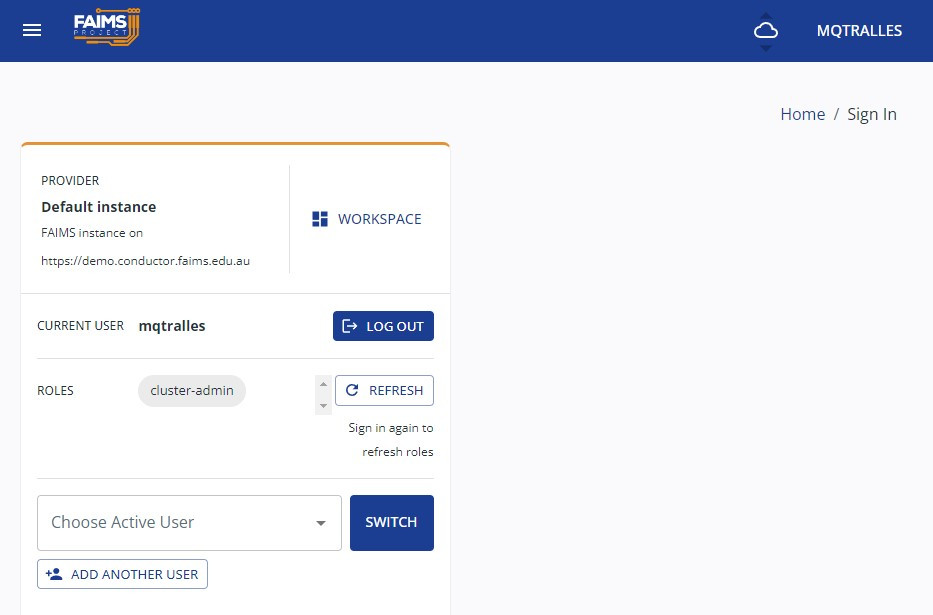 FAIMS
PROJECT
MQTRALLES
Home / Sign In
PROVIDER
Default instance
FAIMS instance on
https://demo.conductor.faims.edu.au
WORKSPACE
CURRENT USER mqtralles
LOG OUT
ROLES cluster-admin
REFRESH
Sign in again to
refresh roles
Choose Active User
SWITCH
ADD ANOTHER USER